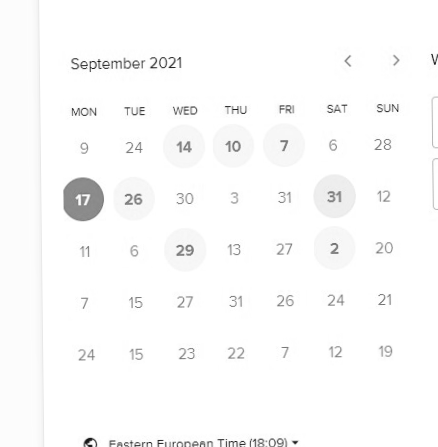 September 2021 < >
W
MON TUE WED THU FRI SAT SUN
9 24 14 10 7 6 28
17 26 30 3 31 31 12
11 6 29 13 27 2 20
7 15 27 31 26 24 21
24 15 23 22 7 12 19
Eastern European Time (18:09)